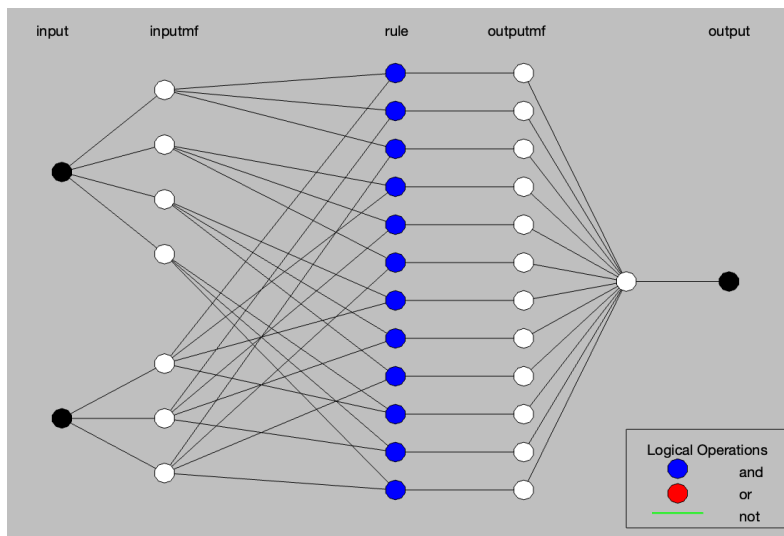 input inputmf rule outputmf output
Logical Operations
and
or
not